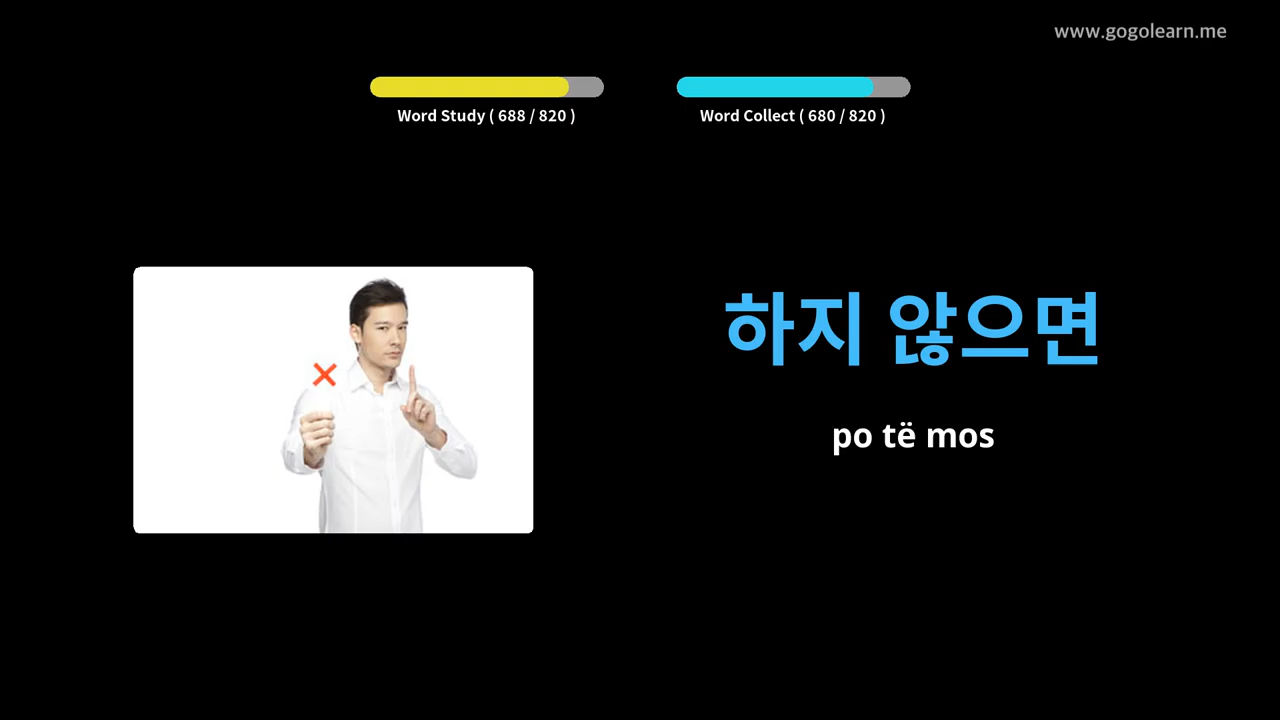 www.gogolearn.me
Word Study ( 688 / 820 )
Word Collect ( 680 / 820 )
하지 않으면
po të mos